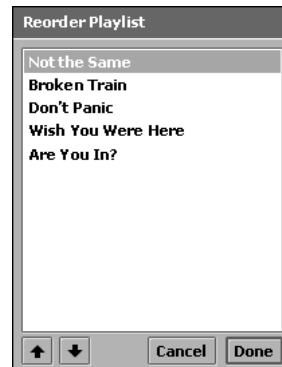 Reorder Playlist
Not the Same
Broken Train
Don't Panic
Wish You Were Here
Are You In?
Cancel Done